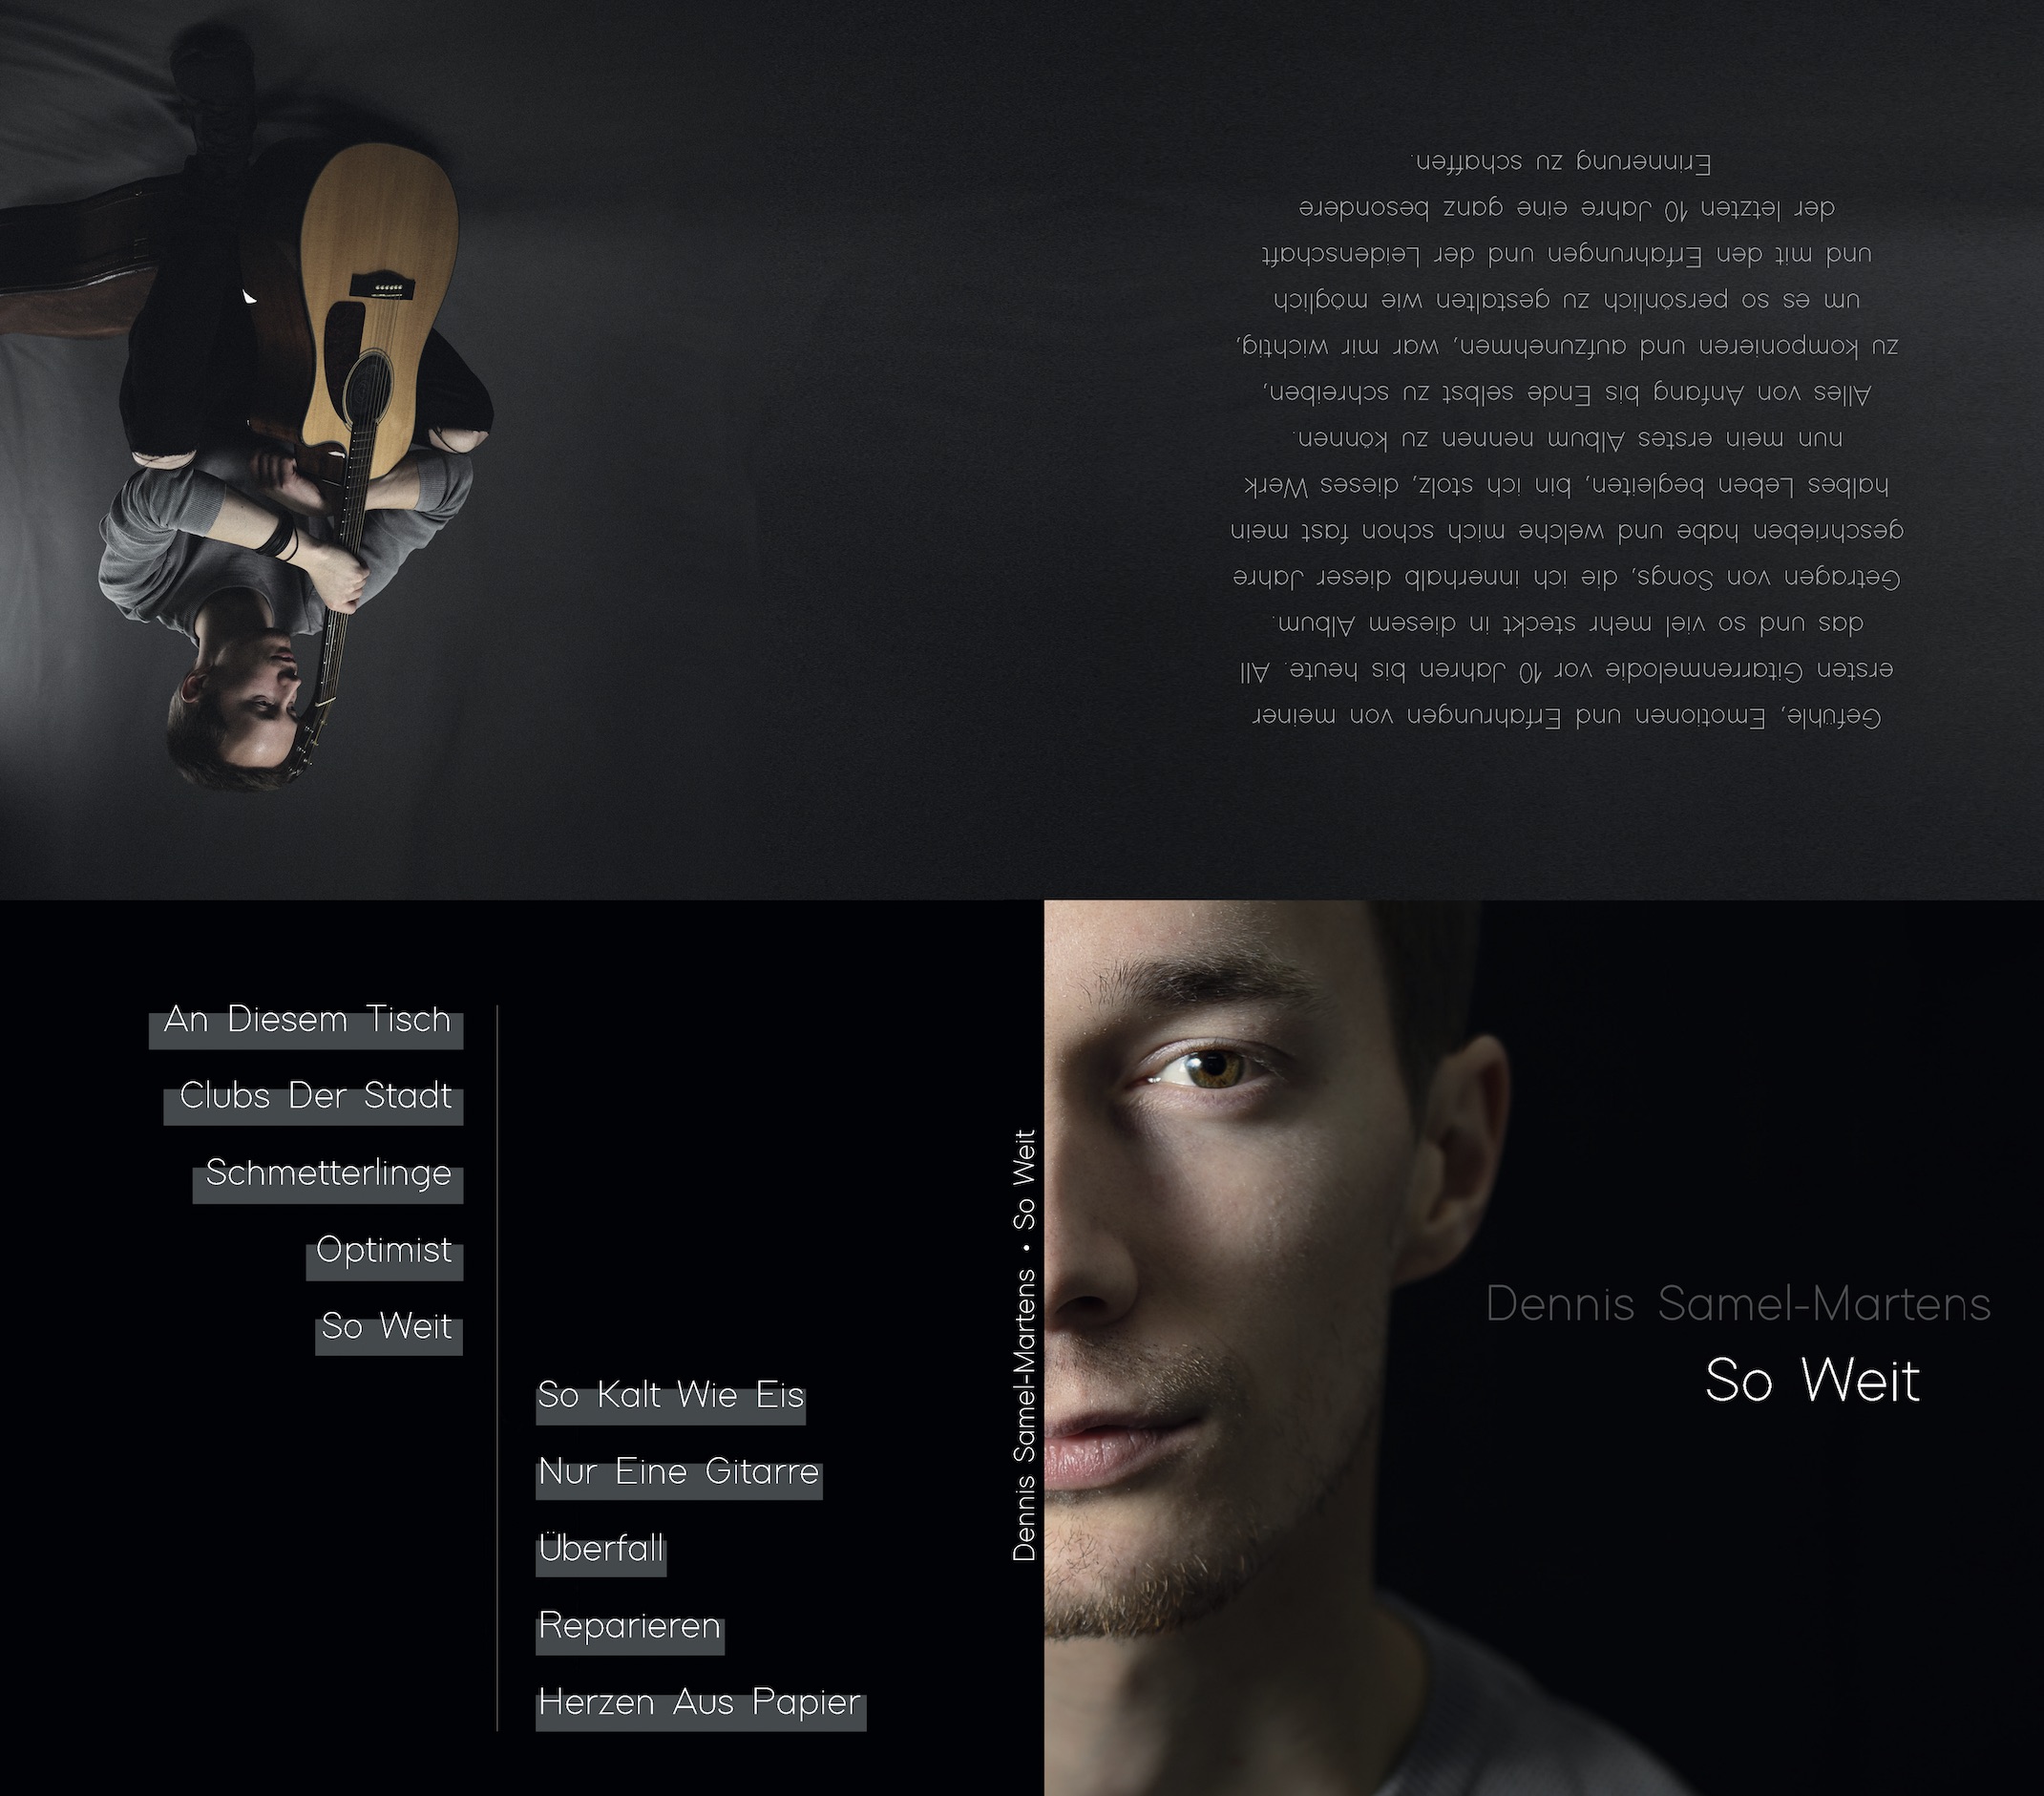 Gefühle, Emotionen und Erfahrungen von meiner
ersten Gitarrenmelodie vor 10 Jahren bis heute. All
das und so viel mehr steckt in diesem Album.
Getragen von Songs, die ich innerhalb dieser Jahre
geschrieben habe und welche mich schon fast mein
halbes Leben begleiten, bin ich stolz, dieses Werk
nun mein erstes Album nennen zu können.
Alles von Anfang bis Ende selbst zu schreiben,
zu komponieren und aufzunehmen, war mir wichtig,
um es so persönlich zu gestalten wie möglich
und mit den Erfahrungen und der Leidenschaft
der letzten 10 Jahre eine ganz besondere
Erinnerung zu schaffen.
An Diesem Tisch
Clubs Der Stadt
Schmetterlinge
Optimist
So Weit
So Kalt Wie Eis
Nur Eine Gitarre
Überfall
Reparieren
Herzen Aus Papier
Dennis Samel-Martens • So Weit
Dennis Samel-Martens
So Weit